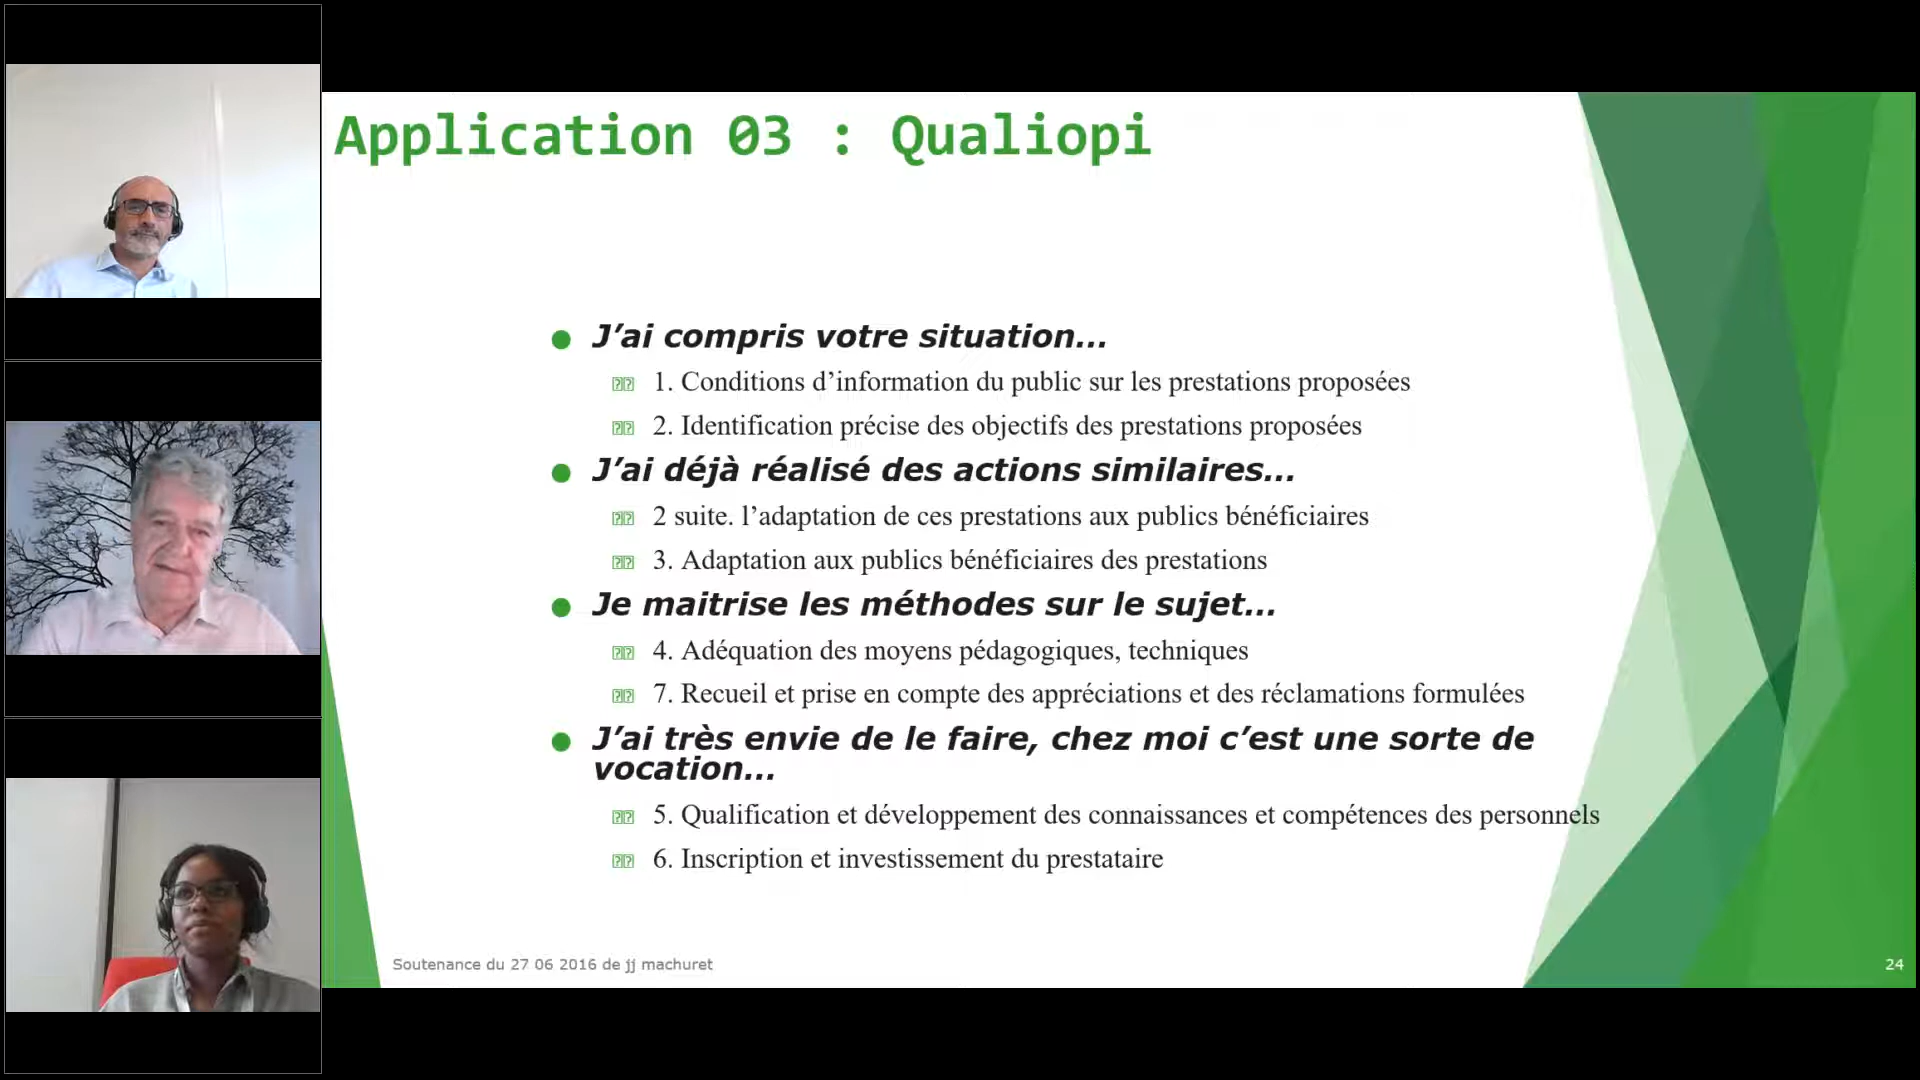 Application 03 : Qualiopi
J’ai compris votre situation...
1. Conditions d’information du public sur les prestations proposées
2. Identification précise des objectifs des prestations proposées
J’ai déjà réalisé des actions similaires...
2 suite. l’adaptation de ces prestations aux publics bénéficiaires
3. Adaptation aux publics bénéficiaires des prestations
Je maitrise les méthodes sur le sujet...
4. Adéquation des moyens pédagogiques, techniques
7. Recueil et prise en compte des appréciations et des réclamations formulées
J’ai très envie de le faire, chez moi c’est une sorte de
vocation...
5. Qualification et développement des connaissances et compétences des personnels
6. Inscription et investissement du prestataire
Soutenance du 27 06 2016 de jj machuret
24